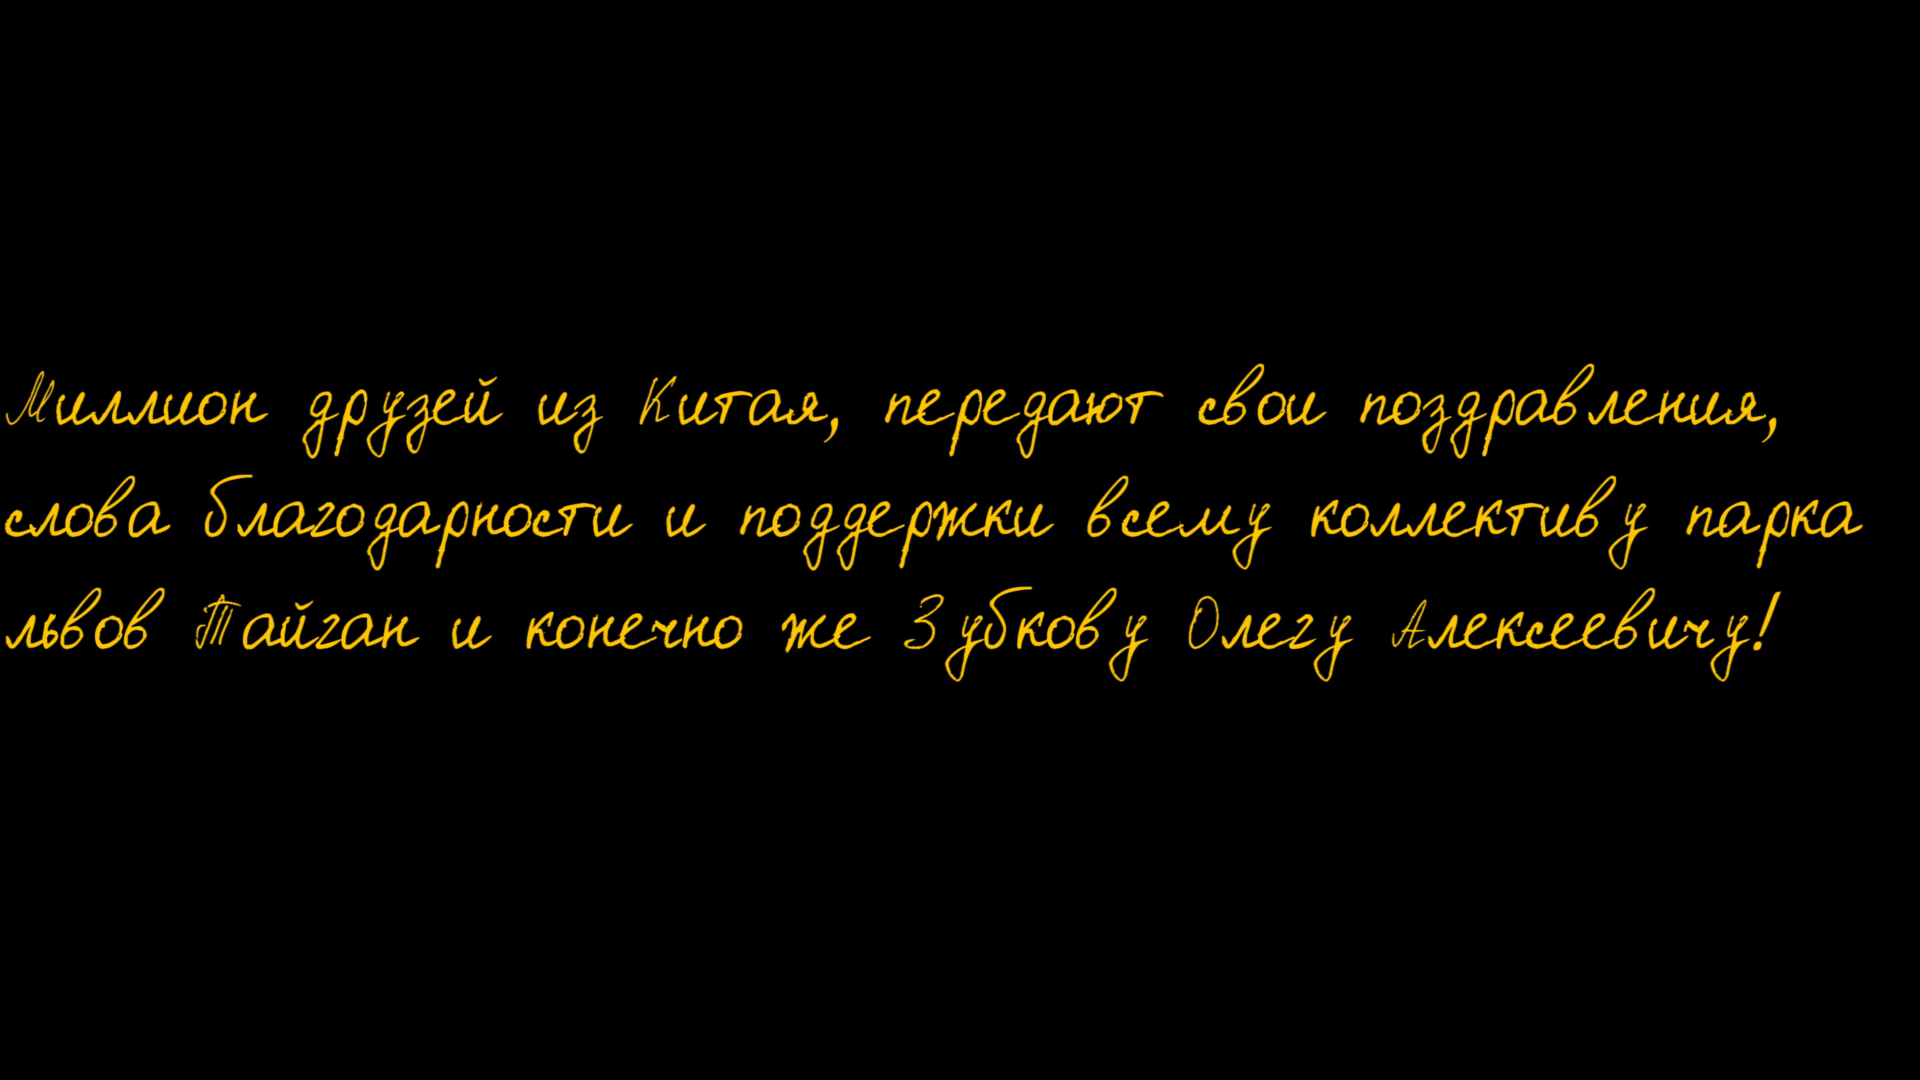 Миллион друзей из Китая, передают свои поздравления,
слова благодарности и поддержки всему коллективу парка
львов Тайган и конечно же Зубкову Олегу Алексеевичу!